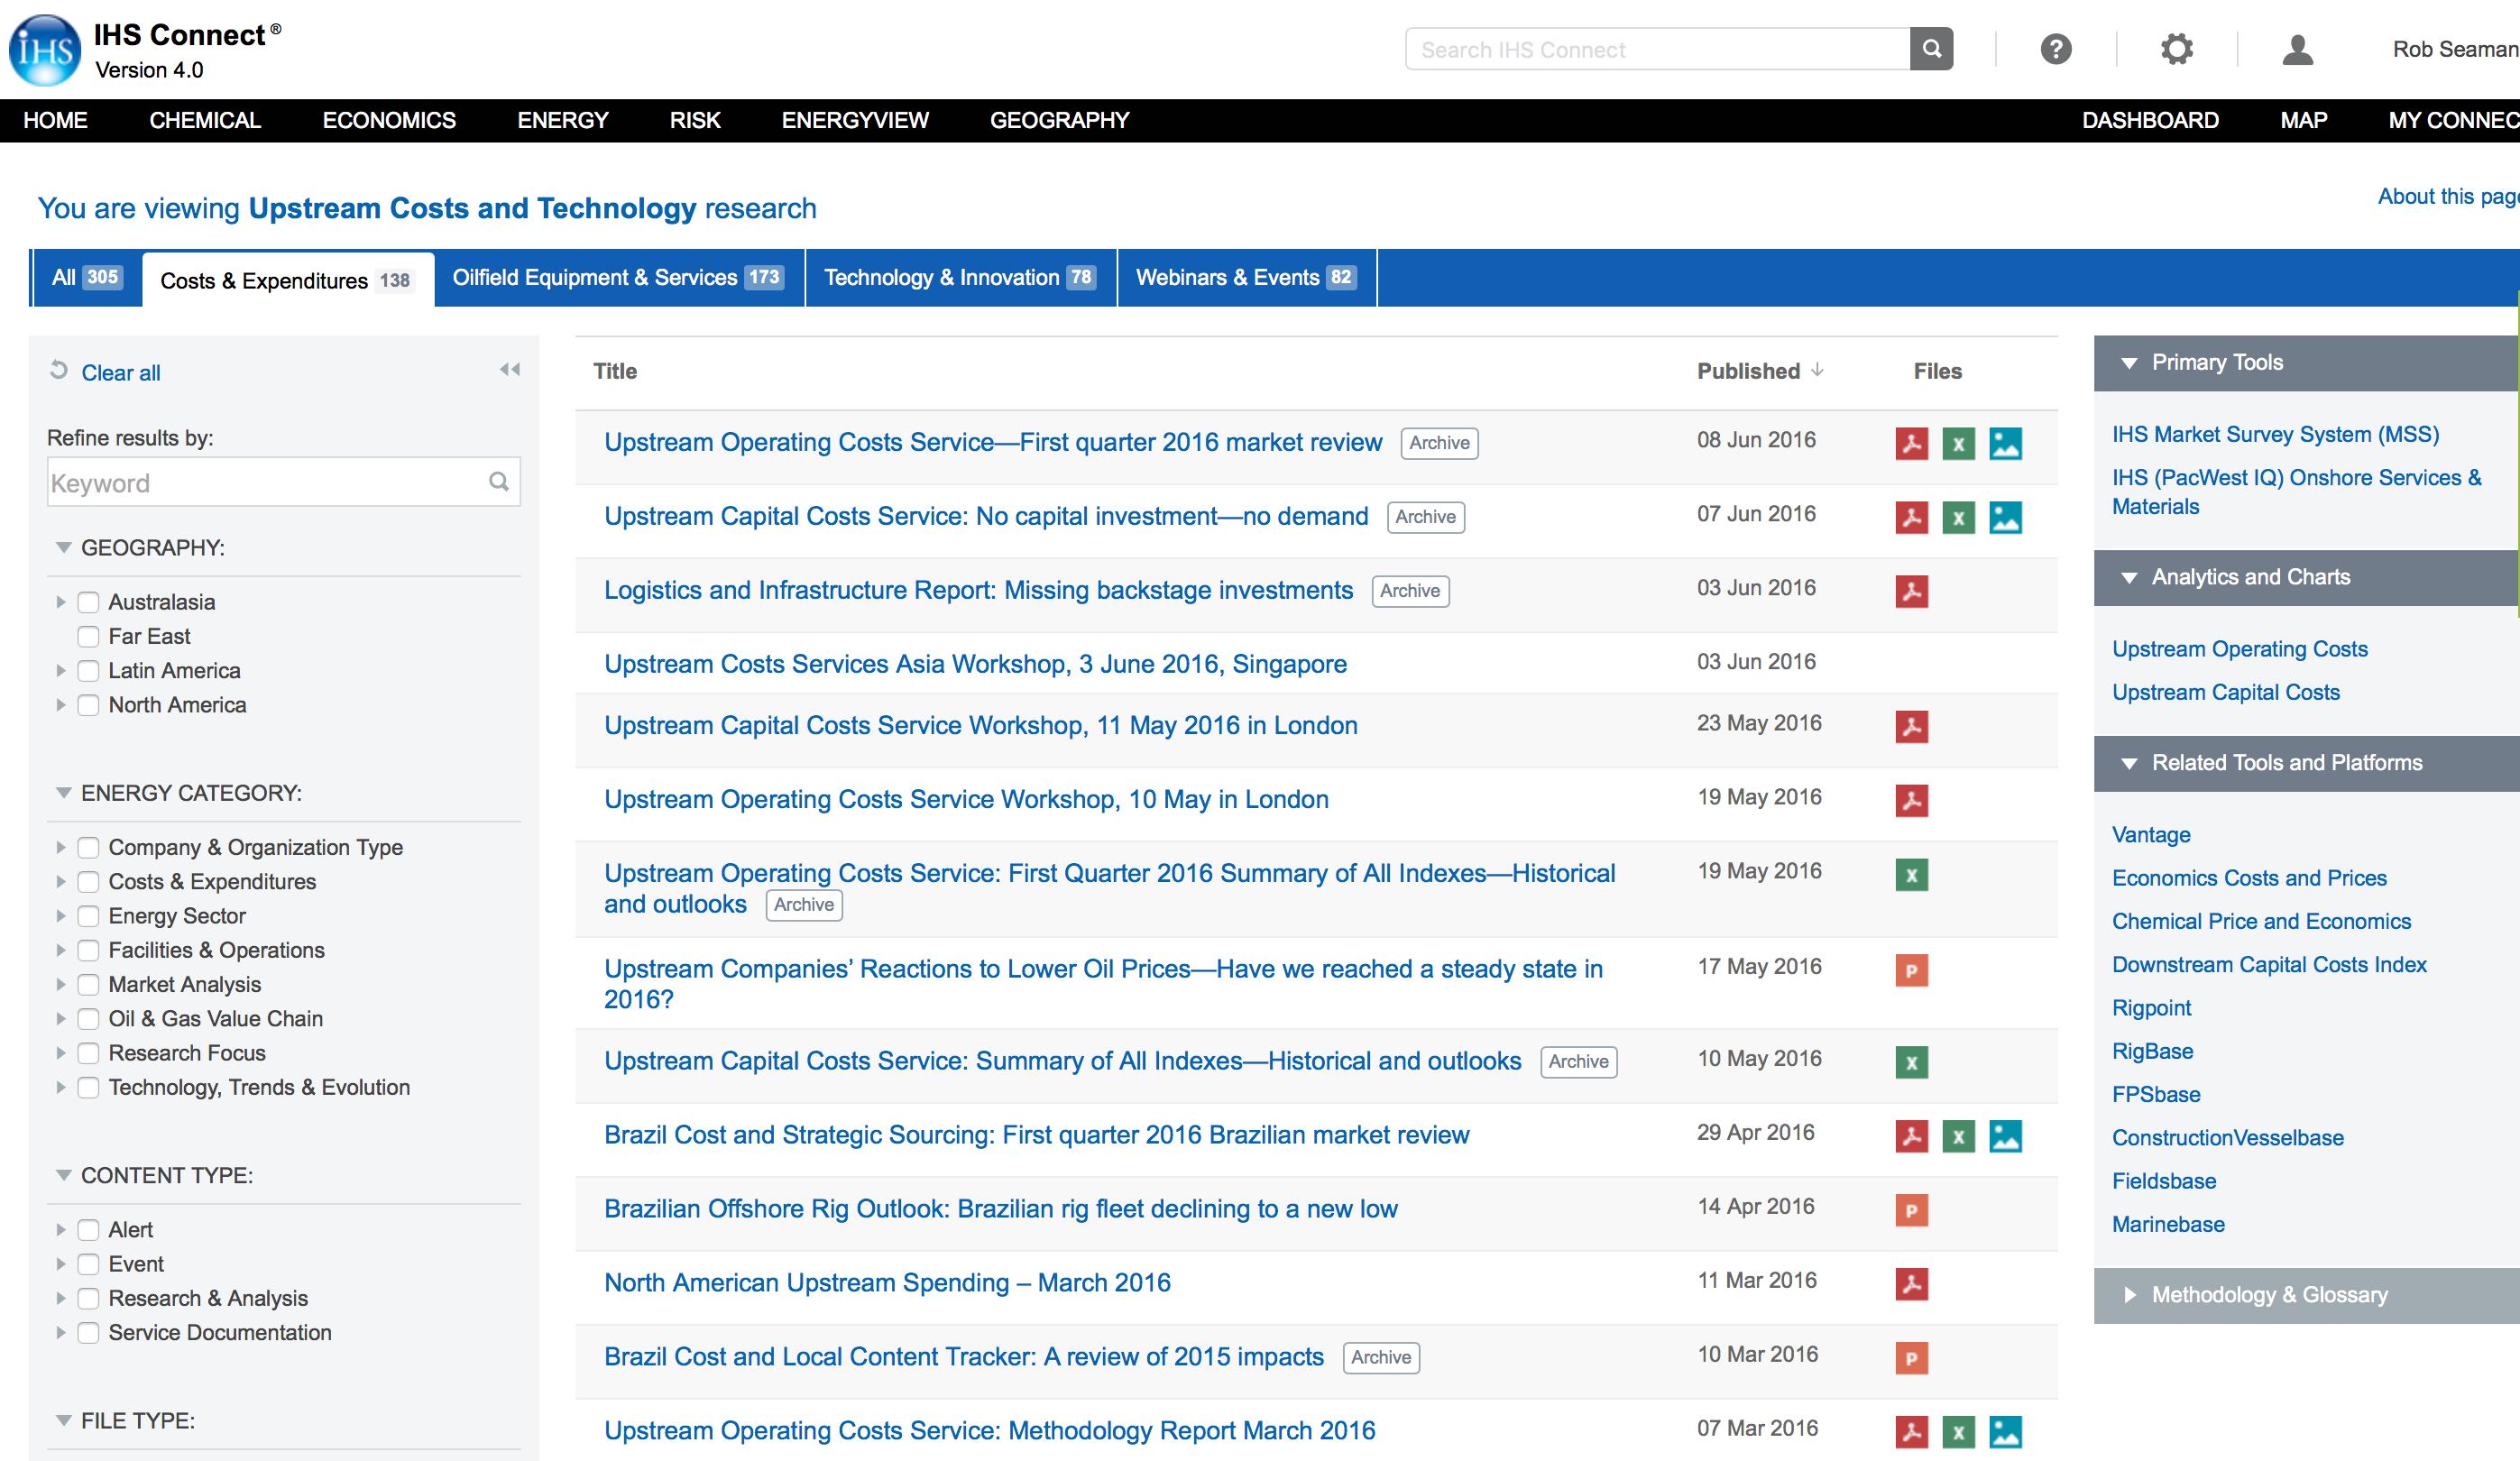 IHS Connect®
iHS
Version 4.0
Search IHS Connect
?
Rob Seaman
HOME CHEMICAL ECONOMICS ENERGY RISK ENERGYVIEW GEOGRAPHY DASHBOARD MAP MY CONNEC
You are viewing Upstream Costs and Technology research
About this page
All 305 Costs & Expenditures 138 Oilfield Equipment & Services 173 Technology & Innovation 78 Webinars & Events 82
Clear all
Refine results by:
Keyword
GEOGRAPHY:
Australasia
Far East
Latin America
North America
ENERGY CATEGORY:
Company & Organization Type
Costs & Expenditures
Energy Sector
Facilities & Operations
Market Analysis
Oil & Gas Value Chain
Research Focus
Technology, Trends & Evolution
CONTENT TYPE:
Alert
Event
Research & Analysis
Service Documentation
FILE TYPE:
Title Published Files
Upstream Operating Costs Service—First quarter 2016 market review Archive 08 Jun 2016 X
Upstream Capital Costs Service: No capital investment—no demand Archive 07 Jun 2016 X
Logistics and Infrastructure Report: Missing backstage investments Archive 03 Jun 2016
Upstream Costs Services Asia Workshop, 3 June 2016, Singapore 03 Jun 2016
Upstream Capital Costs Service Workshop, 11 May 2016 in London 23 May 2016
Upstream Operating Costs Service Workshop, 10 May in London 19 May 2016
Upstream Operating Costs Service: First Quarter 2016 Summary of All Indexes—Historical 19 May 2016 X
and outlooks Archive
Upstream Companies’ Reactions to Lower Oil Prices—Have we reached a steady state in 17 May 2016 P
2016?
Upstream Capital Costs Service: Summary of All Indexes—Historical and outlooks Archive 10 May 2016 X
Brazil Cost and Strategic Sourcing: First quarter 2016 Brazilian market review 29 Apr 2016 X
Brazilian Offshore Rig Outlook: Brazilian rig fleet declining to a new low 14 Apr 2016 P
North American Upstream Spending – March 2016 11 Mar 2016
Brazil Cost and Local Content Tracker: A review of 2015 impacts Archive 10 Mar 2016 P
Upstream Operating Costs Service: Methodology Report March 2016 07 Mar 2016 X
Primary Tools
IHS Market Survey System (MSS)
IHS (PacWest IQ) Onshore Services &
Materials
Analytics and Charts
Upstream Operating Costs
Upstream Capital Costs
Related Tools and Platforms
Vantage
Economics Costs and Prices
Chemical Price and Economics
Downstream Capital Costs Index
Rigpoint
RigBase
FPSbase
ConstructionVesselbase
Fieldsbase
Marinebase
Methodology & Glossary